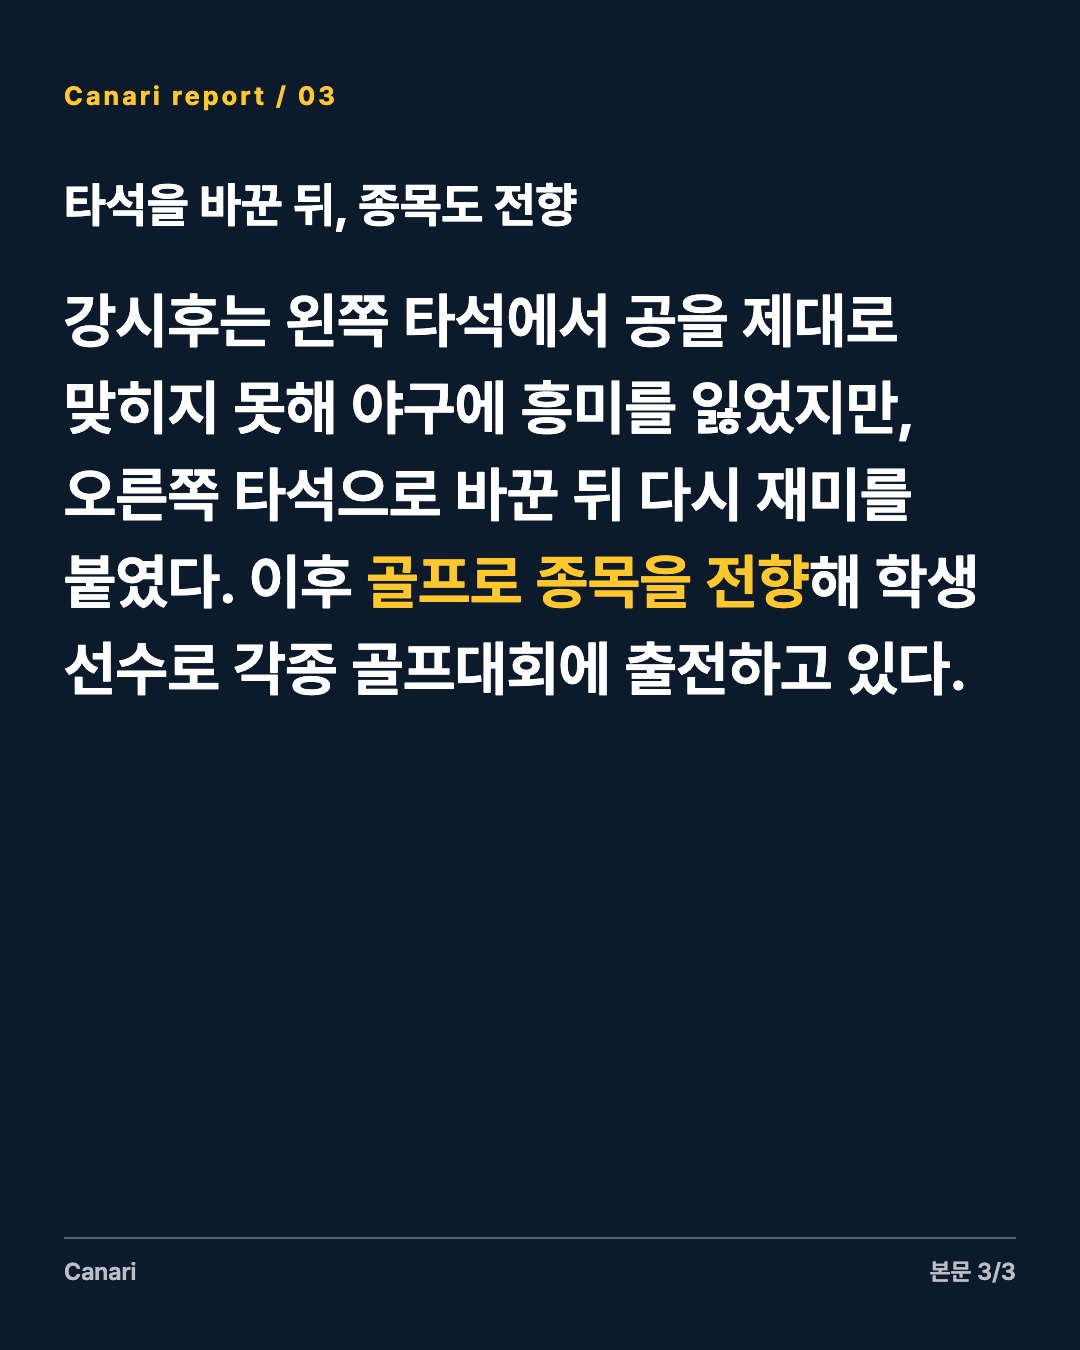 Canari report / 03
타석을 바꾼 뒤, 종목도 전향
강시후는 왼쪽 타석에서 공을 제대로
맞히지 못해 야구에 흥미를 잃었지만,
오른쪽 타석으로 바꾼 뒤 다시 재미를
붙였다. 이후 골프로 종목을 전향해 학생
선수로 각종 골프대회에 출전하고 있다.
Canari
본문 3/3